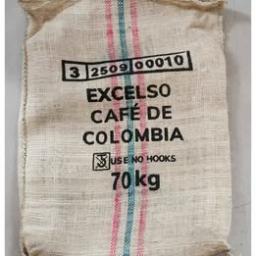 3 2509 00010
EXCELSO
CAFÉ DE
COLOMBIA
USE NO HOOKS
70kg